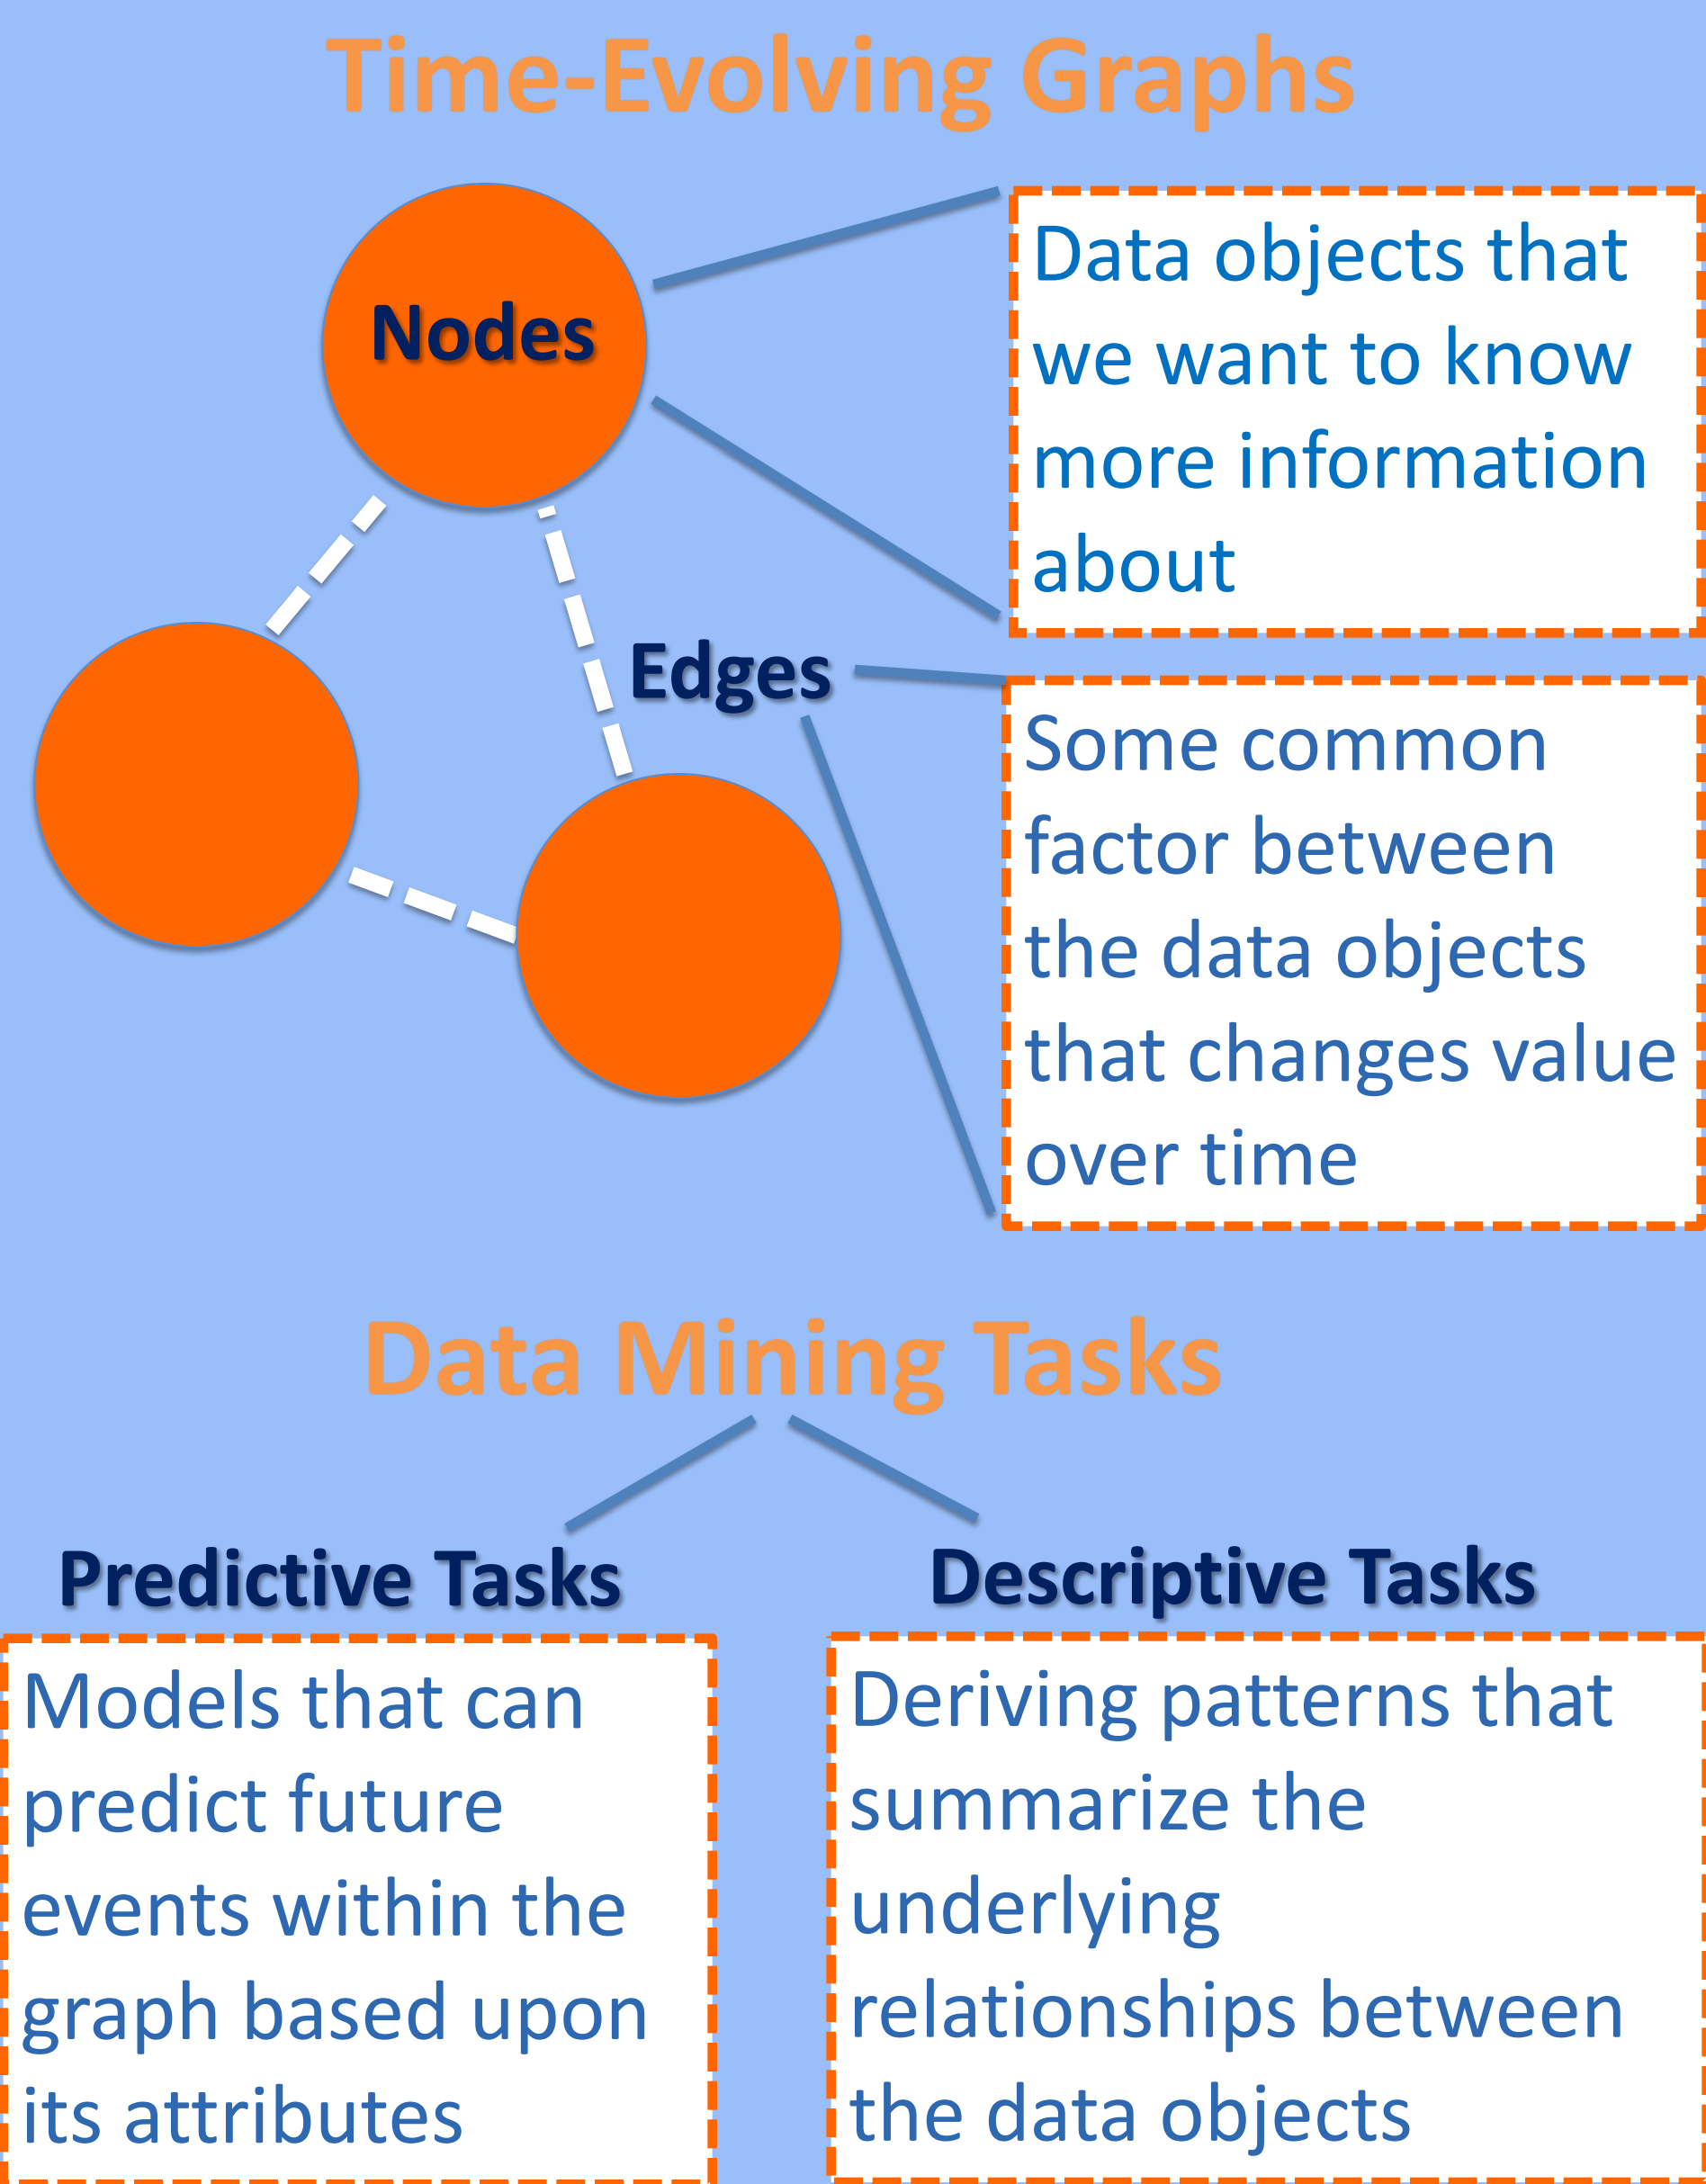 Time-Evolving Graphs
Nodes
Data objects that
we want to know
more information
about
Edges
Some common
factor between
the data objects
that changes value
over time
Data Mining Tasks
Predictive Tasks
Models that can
predict future
events within the
graph based upon
its attributes
Descriptive Tasks
Deriving patterns that
summarize the
underlying
relationships between
the data objects